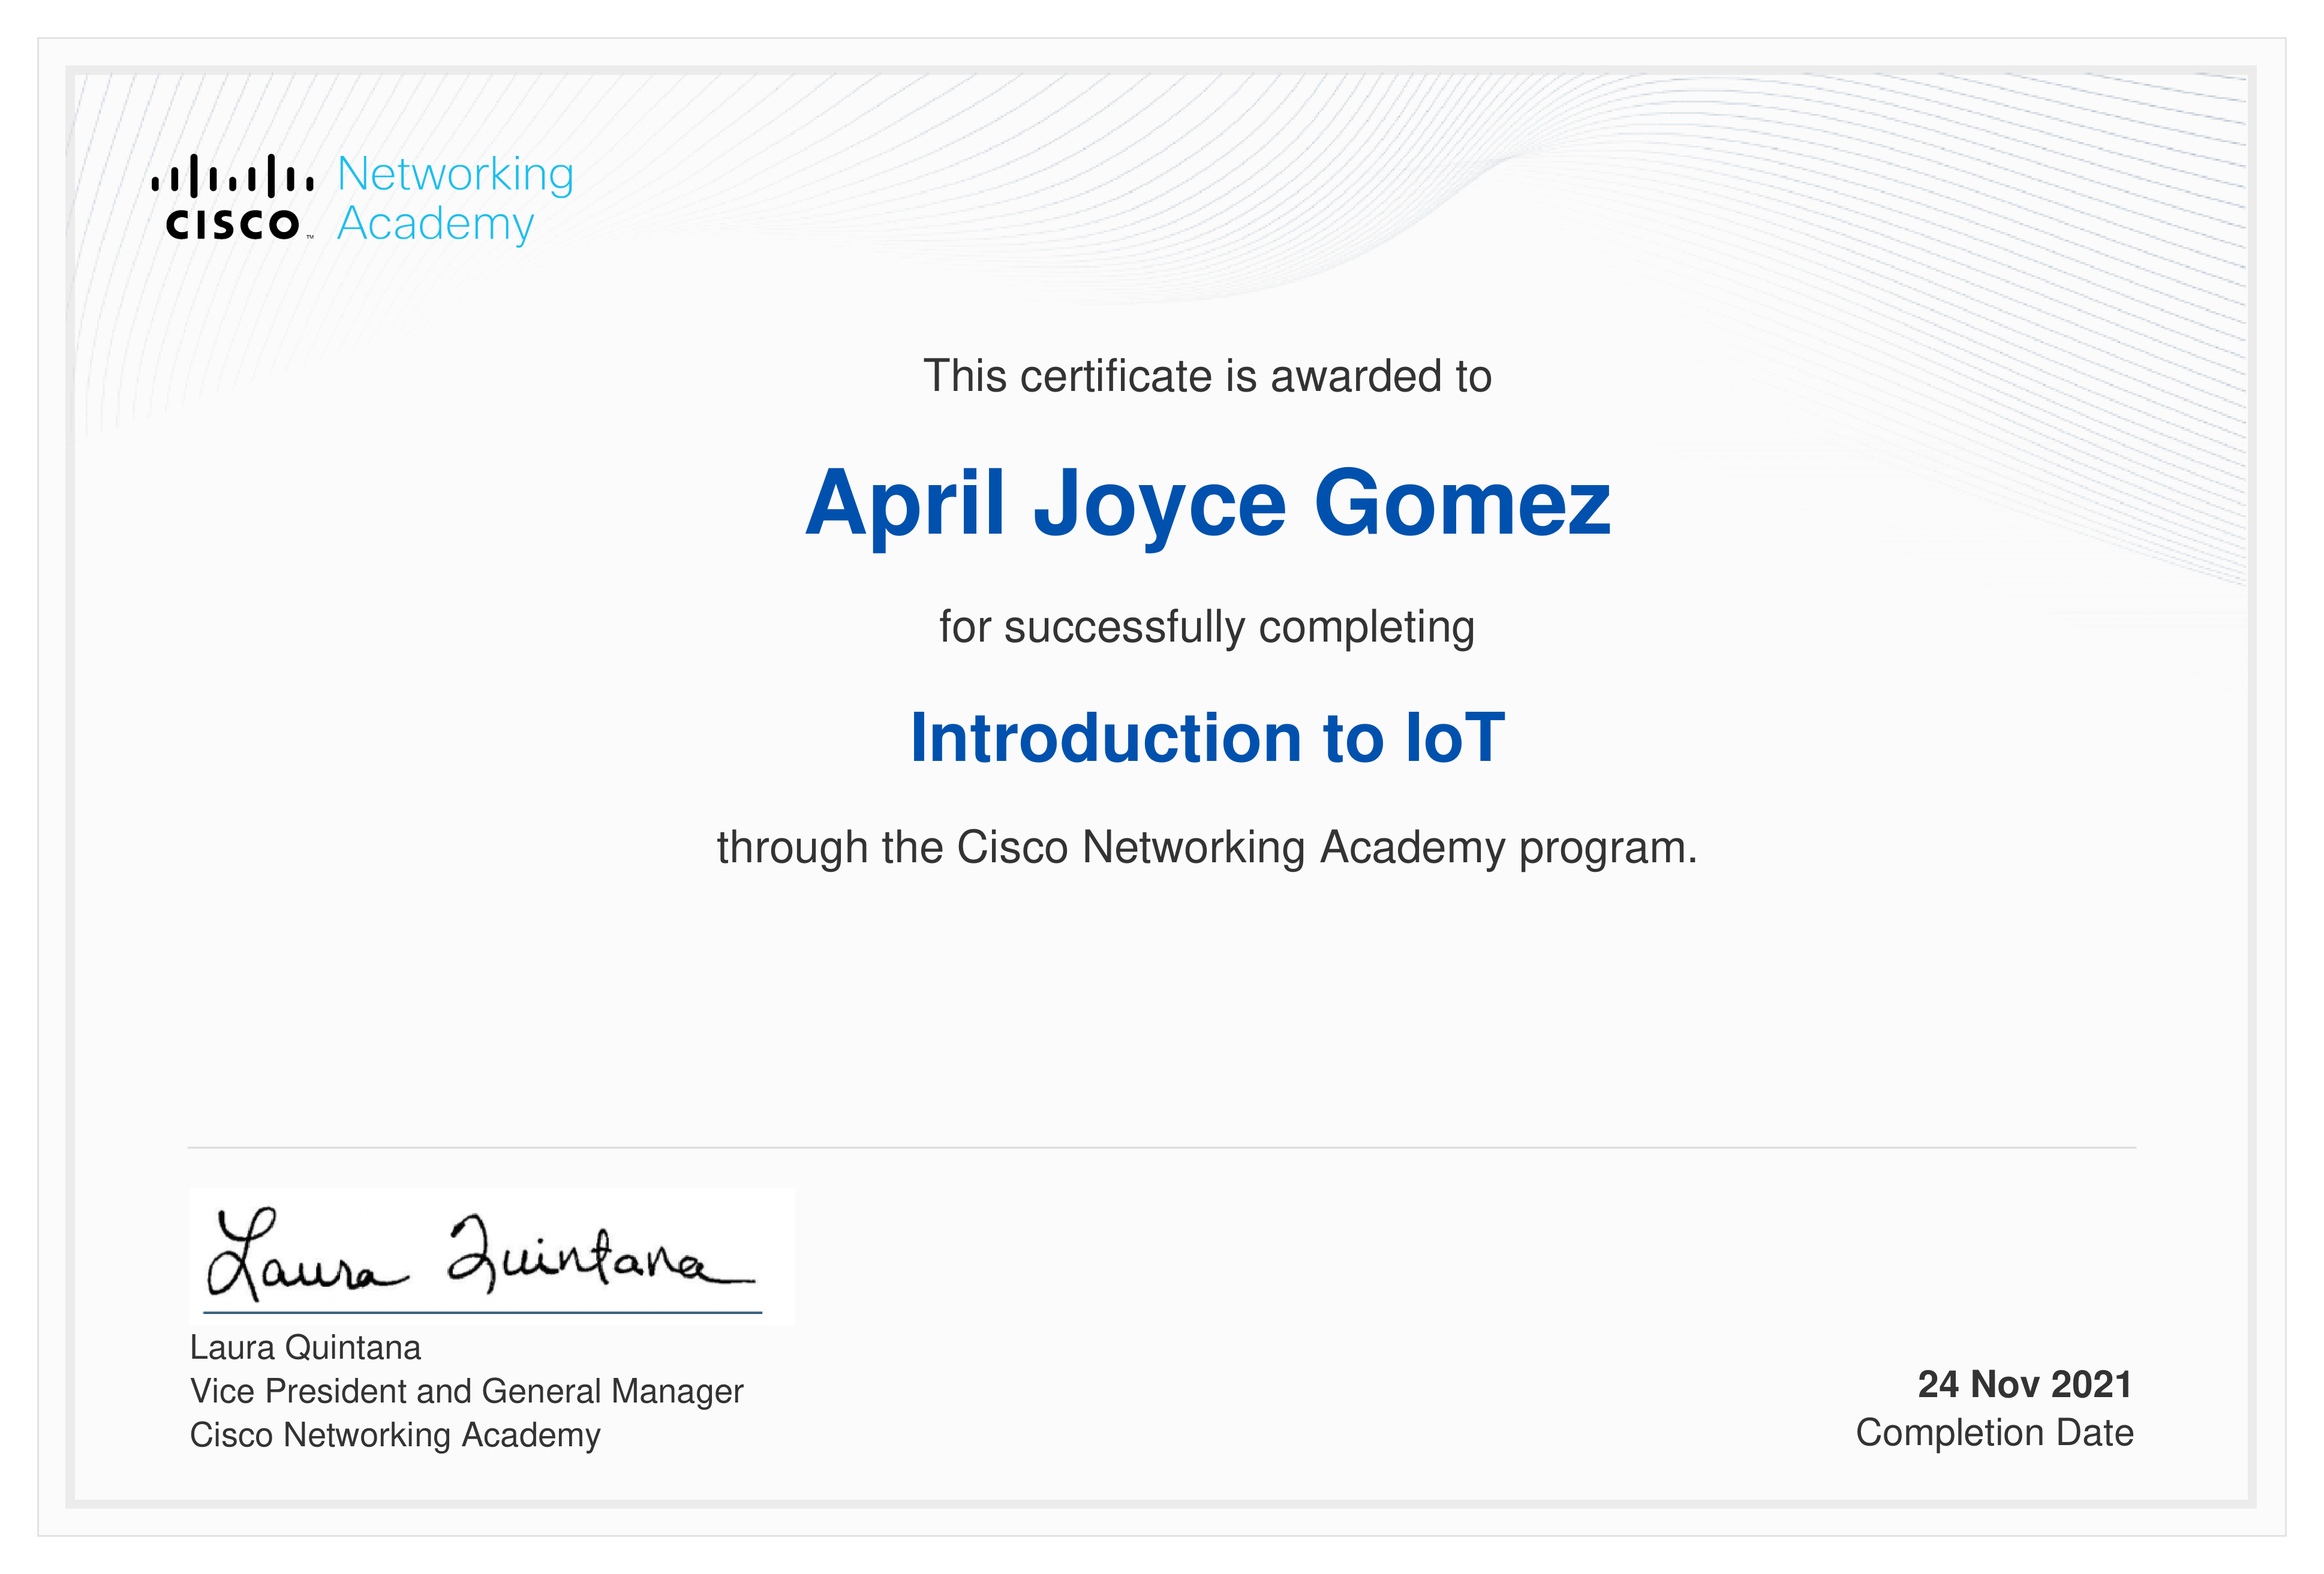 cisco™ Networking
Academy
This certificate is awarded to
April Joyce Gomez
for successfully completing
Introduction to IoT
through the Cisco Networking Academy program.
Laura Quintana
Laura Quintana
Vice President and General Manager
Cisco Networking Academy
24 Nov 2021
Completion Date